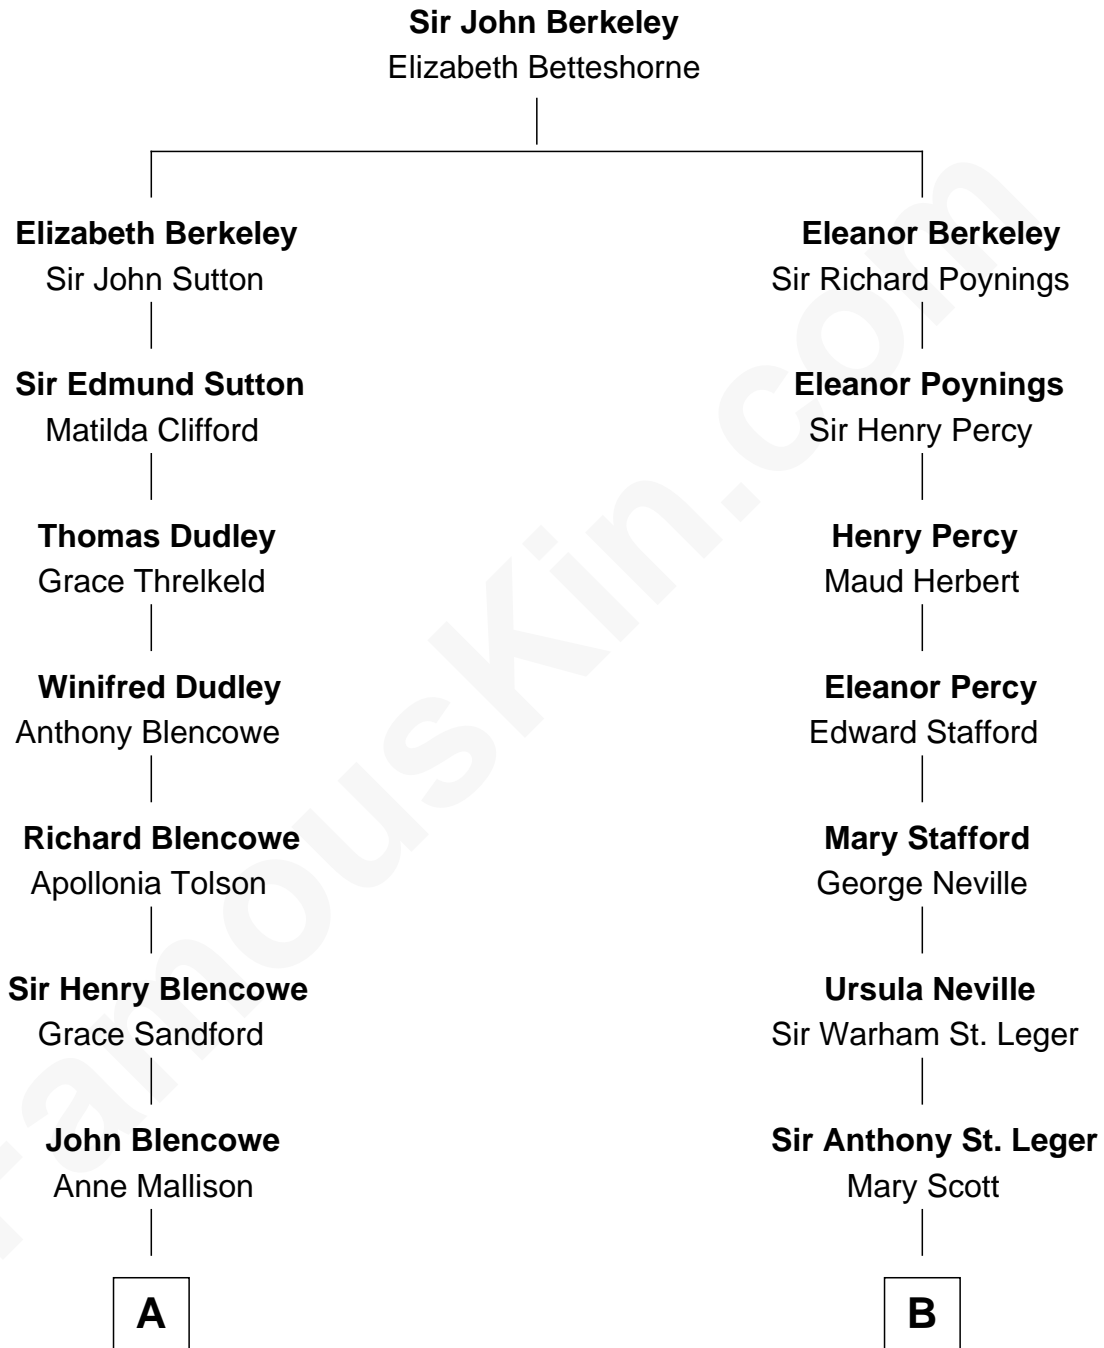 Sir John Berkeley
Elizabeth Betteshorne
Elizabeth Berkeley
Sir John Sutton
Eleanor Berkeley
Sir Richard Poynings
Sir Edmund Sutton
Matilda Clifford
Eleanor Poynings
Sir Henry Percy
Thomas Dudley
Grace Threlkeld
Henry Percy
Maud Herbert
Winifred Dudley
Anthony Blencowe
Eleanor Percy
Edward Stafford
Richard Blencowe
Apollonia Tolson
Mary Stafford
George Neville
Sir Henry Blencowe
Grace Sandford
Ursula Neville
Sir Warham St. Leger
John Blencowe
Anne Mallison
Sir Anthony St. Leger
Mary Scott
A
B
FamousKin.com